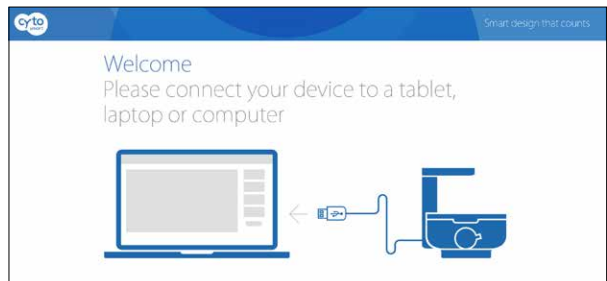 cyto
smart
Smart design that counts
Welcome
Please connect your device to a tablet,
laptop or computer